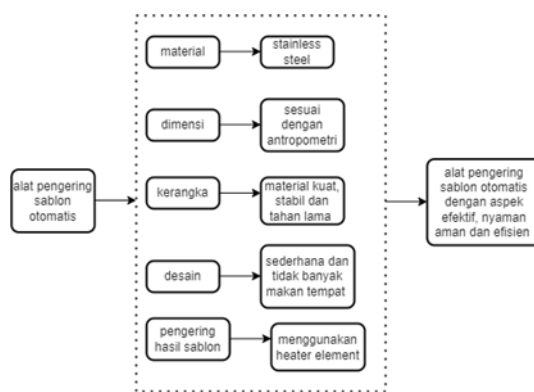 material
stainless
steel
dimensi
sesuai
dengan
antropometri
alat pengering
sablon
otomatis
kerangka
material kuat,
stabil dan
tahan lama
desain
sederhana dan
tidak banyak
makan tempat
pengering
hasil sablon
menggunakan
heater element
alat pengering
sablon otomatis
dengan aspek
efektif, nyaman
aman dan efisien